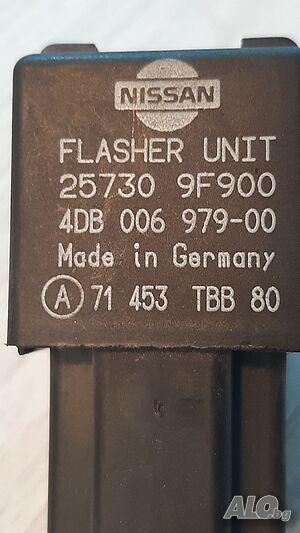 NISSAN
FLASHER UNIT
25730 9F900
4DB 006 979-00
Made in Germany
A 71 453 TBB 80
ALO.bg